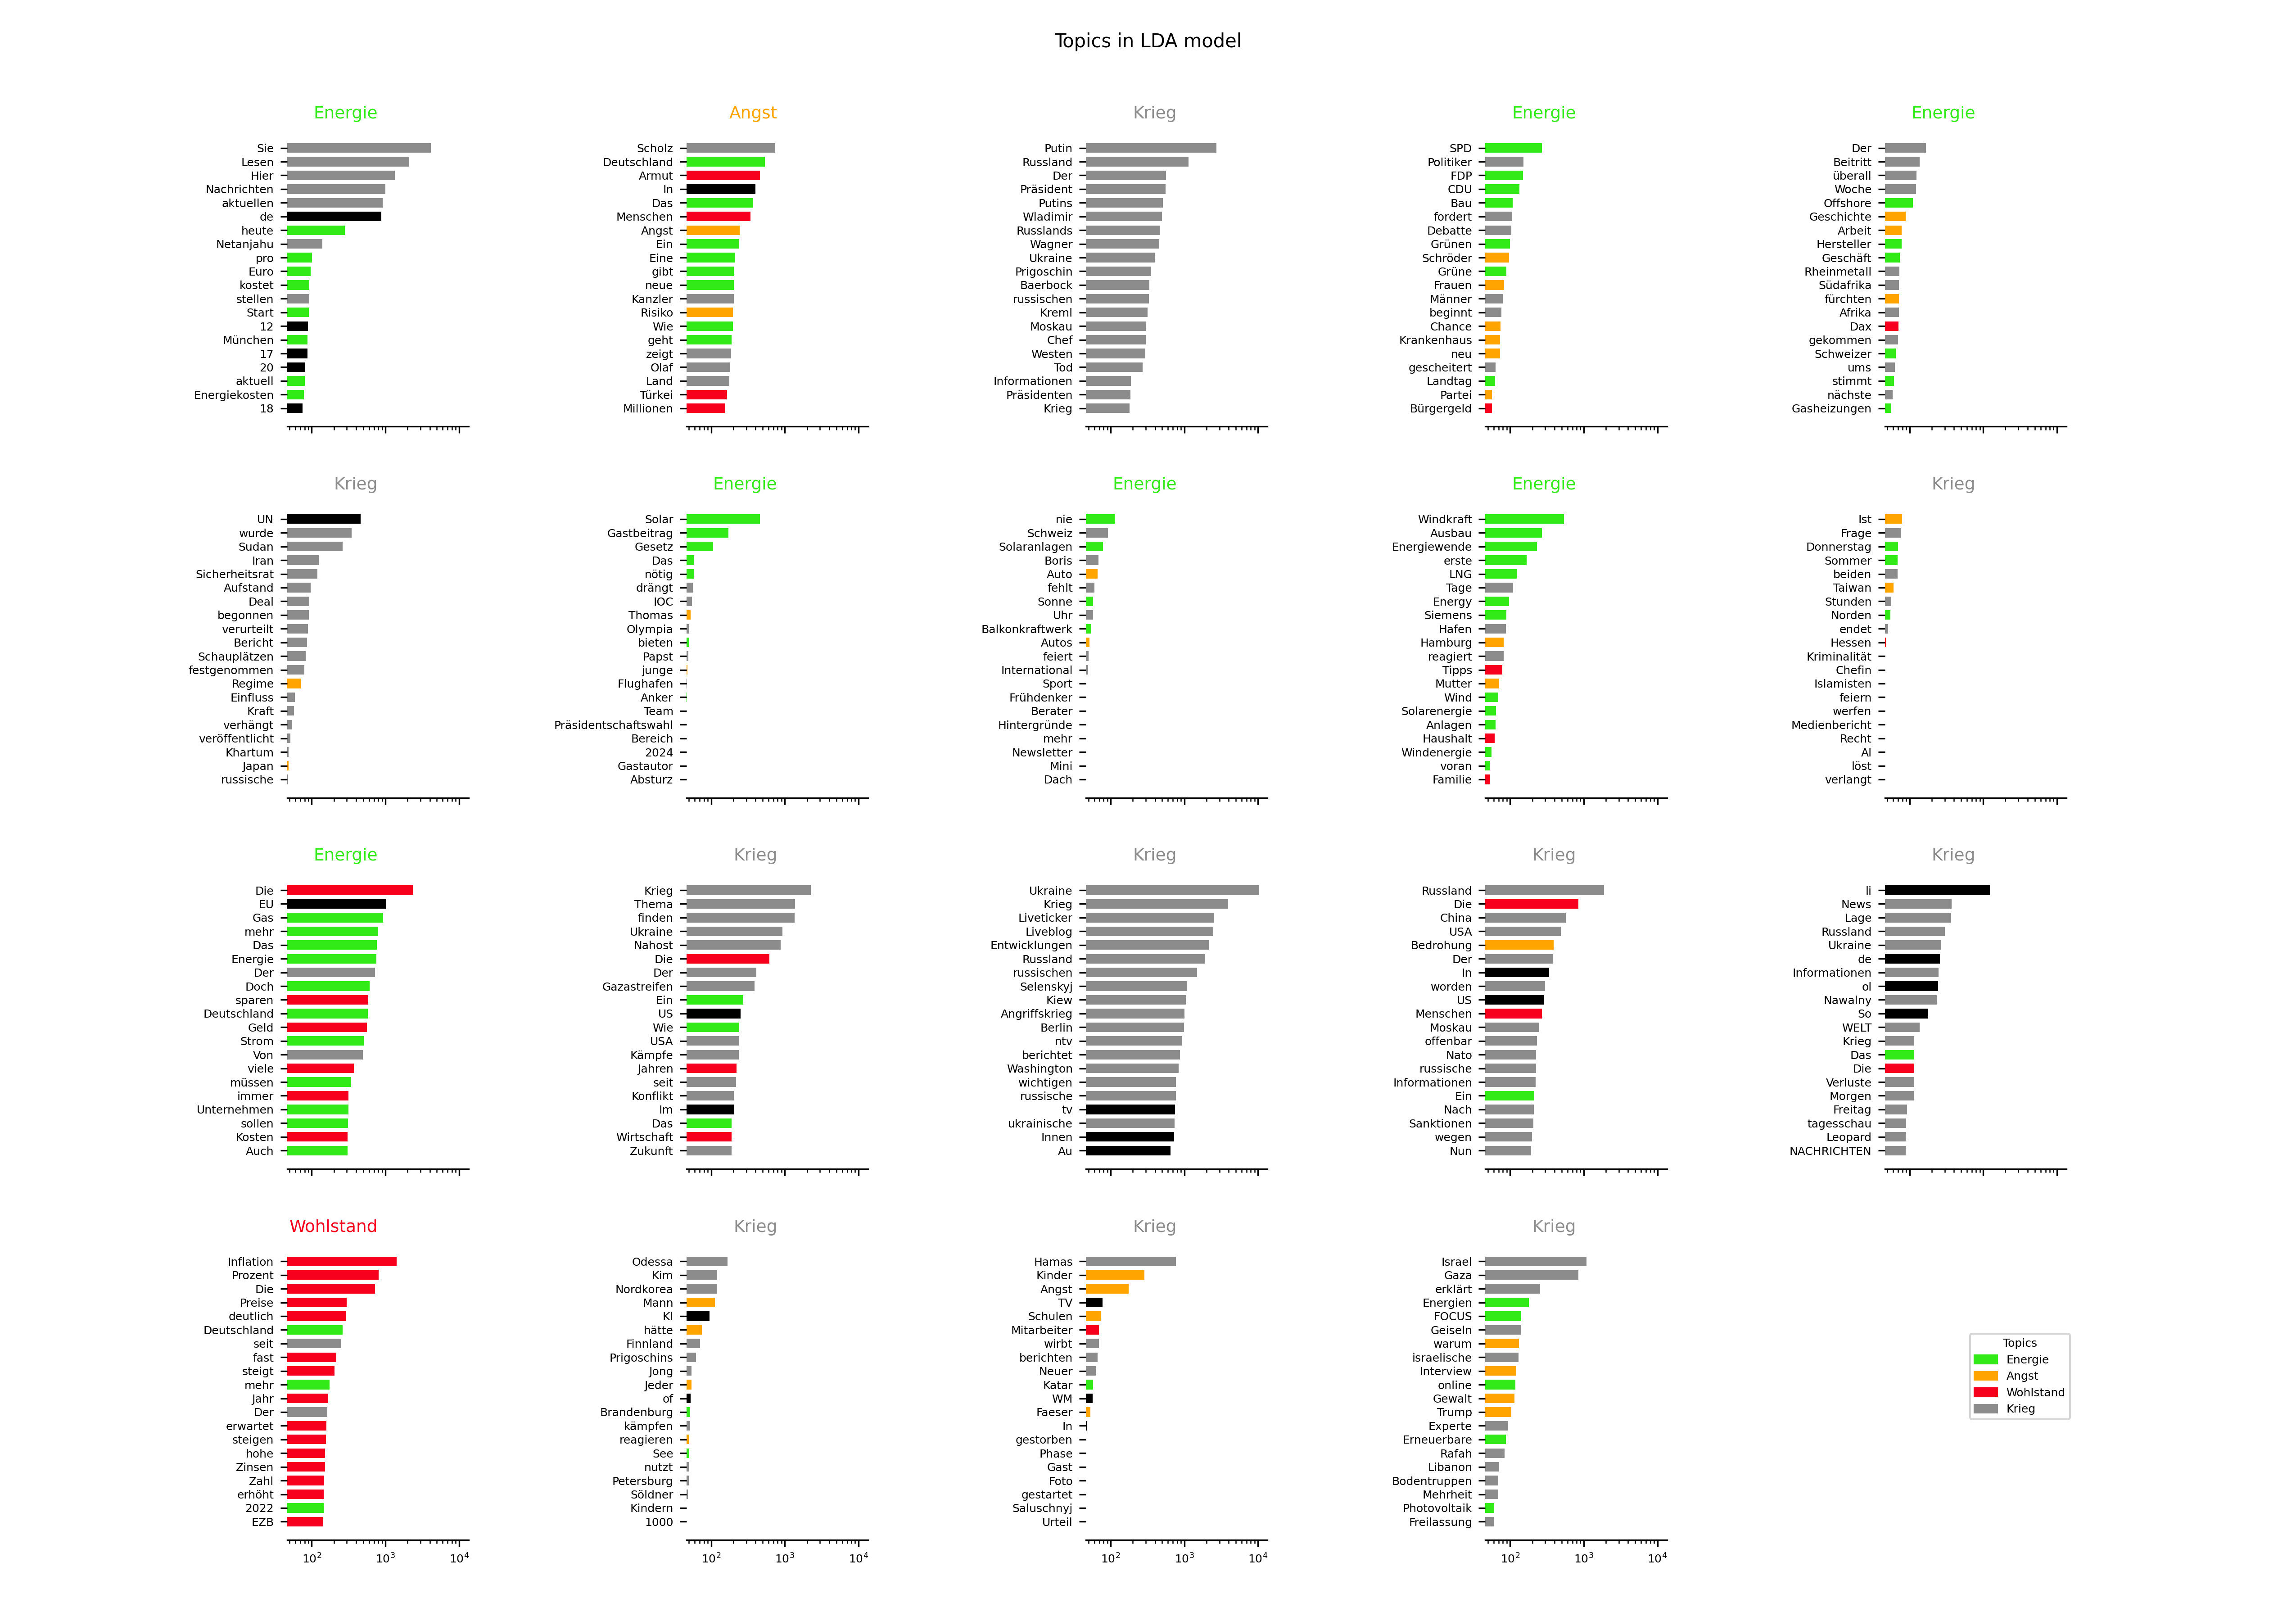 Topics in LDA model
Energie
Sie
Lesen
Hier
Nachrichten
aktuellen
de
heute
Netanjahu
pro
Euro
kostet
stellen
Start
12
München
17
20
aktuell
Energiekosten
18
Angst
Scholz
Deutschland
Armut
In
Das
Menschen
Angst
Ein
Eine
gibt
neue
Kanzler
Risiko
Wie
geht
zeigt
Olaf
Land
Türkei
Millionen
Krieg
Putin
Russland
Der
Präsident
Putins
Wladimir
Russlands
Wagner
Ukraine
Prigoschin
Baerbock
russischen
Kreml
Moskau
Chef
Westen
Tod
Informationen
Präsidenten
Krieg
Energie
SPD
Politiker
FDP
CDU
Bau
fordert
Debatte
Grünen
Schröder
Grüne
Frauen
Männer
beginnt
Chance
Krankenhaus
neu
gescheitert
Landtag
Partei
Bürgergeld
Energie
Der
Beitritt
überall
Woche
Offshore
Geschichte
Arbeit
Hersteller
Geschäft
Rheinmetall
Südafrika
fürchten
Afrika
Dax
gekommen
Schweizer
ums
stimmt
nächste
Gasheizungen
Krieg
UN
wurde
Sudan
Iran
Sicherheitsrat
Aufstand
Deal
begonnen
verurteilt
Bericht
Schauplätzen
festgenommen
Regime
Einfluss
Kraft
verhängt
veröffentlicht
Khartum
Japan
russische
Energie
Solar
Gastbeitrag
Gesetz
Das
nötig
drängt
IOC
Thomas
Olympia
bieten
Papst
junge
Flughafen
Anker
Team
Präsidentschaftswahl
Bereich
2024
Gastautor
Absturz
Energie
nie
Schweiz
Solaranlagen
Boris
Auto
fehlt
Sonne
Uhr
Balkonkraftwerk
Autos
feiert
International
Sport
Frühdenker
Berater
Hintergründe
mehr
Newsletter
Mini
Dach
Energie
Windkraft
Ausbau
Energiewende
erste
LNG
Tage
Energy
Siemens
Hafen
Hamburg
reagiert
Tipps
Mutter
Wind
Solarenergie
Anlagen
Haushalt
Windenergie
voran
Familie
Krieg
Ist
Frage
Donnerstag
Sommer
beiden
Taiwan
Stunden
Norden
endet
Hessen
Kriminalität
Chefin
Islamisten
feiern
werfen
Medienbericht
Recht
AI
löst
verlangt
Energie
Die
EU
Gas
mehr
Das
Energie
Der
Doch
sparen
Deutschland
Geld
Strom
Von
viele
müssen
immer
Unternehmen
sollen
Kosten
Auch
Krieg
Krieg
Thema
finden
Ukraine
Nahost
Die
Der
Gazastreifen
Ein
US
Wie
USA
Kämpfe
Jahren
seit
Konflikt
Im
Das
Wirtschaft
Zukunft
Krieg
Ukraine
Krieg
Liveticker
Liveblog
Entwicklungen
Russland
russischen
Selenskyj
Kiew
Angriffskrieg
Berlin
ntv
berichtet
Washington
wichtigen
russische
tv
ukrainische
Innen
Au
Krieg
Russland
Die
China
USA
Bedrohung
Der
In
worden
US
Menschen
Moskau
offenbar
Nato
russische
Informationen
Ein
Nach
Sanktionen
wegen
Nun
Krieg
li
News
Lage
Russland
Ukraine
de
Informationen
ol
Nawalny
So
WELT
Krieg
Das
Die
Verluste
Morgen
Freitag
tagesschau
Leopard
NACHRICHTEN
Wohlstand
Inflation
Prozent
Die
Preise
deutlich
Deutschland
seit
fast
steigt
mehr
Jahr
Der
erwartet
steigen
hohe
Zinsen
Zahl
erhöht
2022
EZB
10² 10³ 10⁴
Krieg
Odessa
Kim
Nordkorea
Mann
KI
hätte
Finnland
Prigoschins
Jong
Jeder
of
Brandenburg
kämpfen
reagieren
See
nutzt
Petersburg
Söldner
Kindern
1000
10² 10³ 10⁴
Krieg
Hamas
Kinder
Angst
TV
Schulen
Mitarbeiter
wirbt
berichten
Neuer
Katar
WM
Faeser
In
gestorben
Phase
Gast
Foto
gestartet
Saluschnyj
Urteil
10² 10³ 10⁴
Krieg
Israel
Gaza
erklärt
Energien
FOCUS
Geiseln
warum
israelische
Interview
online
Gewalt
Trump
Experte
Erneuerbare
Rafah
Libanon
Bodentruppen
Mehrheit
Photovoltaik
Freilassung
10² 10³ 10⁴
Topics
Energie
Angst
Wohlstand
Krieg